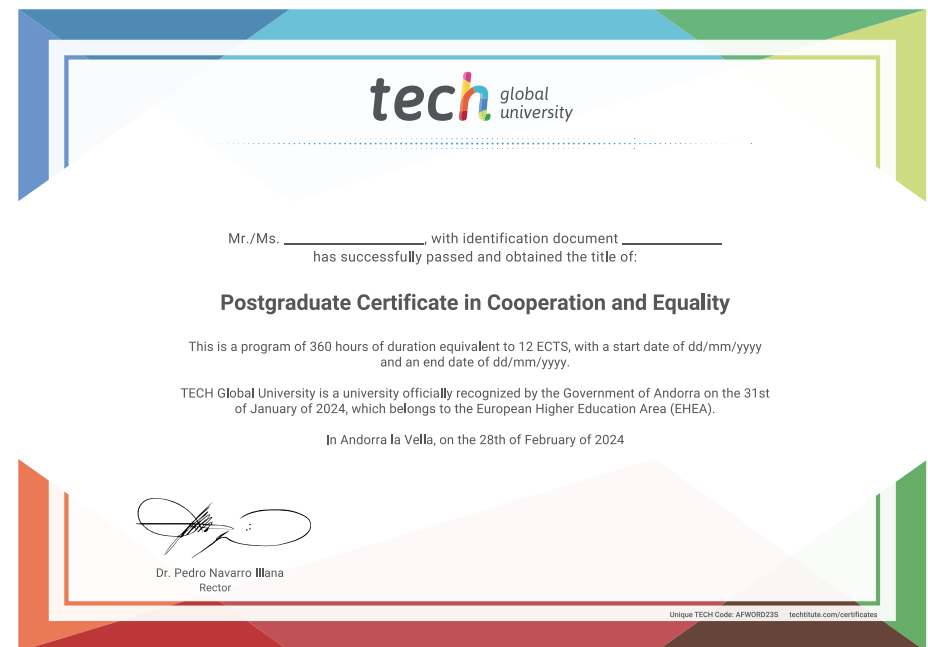 tech global university
Mr./Ms. ________________, with identification document ____________
has successfully passed and obtained the title of:
Postgraduate Certificate in Cooperation and Equality
This is a program of 360 hours of duration equivalent to 12 ECTS, with a start date of dd/mm/yyyy
and an end date of dd/mm/yyyy.
TECH Global University is a university officially recognized by the Government of Andorra on the 31st
of January of 2024, which belongs to the European Higher Education Area (EHEA).
In Andorra la Vella, on the 28th of February of 2024
Dr. Pedro Navarro Illana
Rector
Unique TECH Code: AFWORD23S techtitute.com/certificates